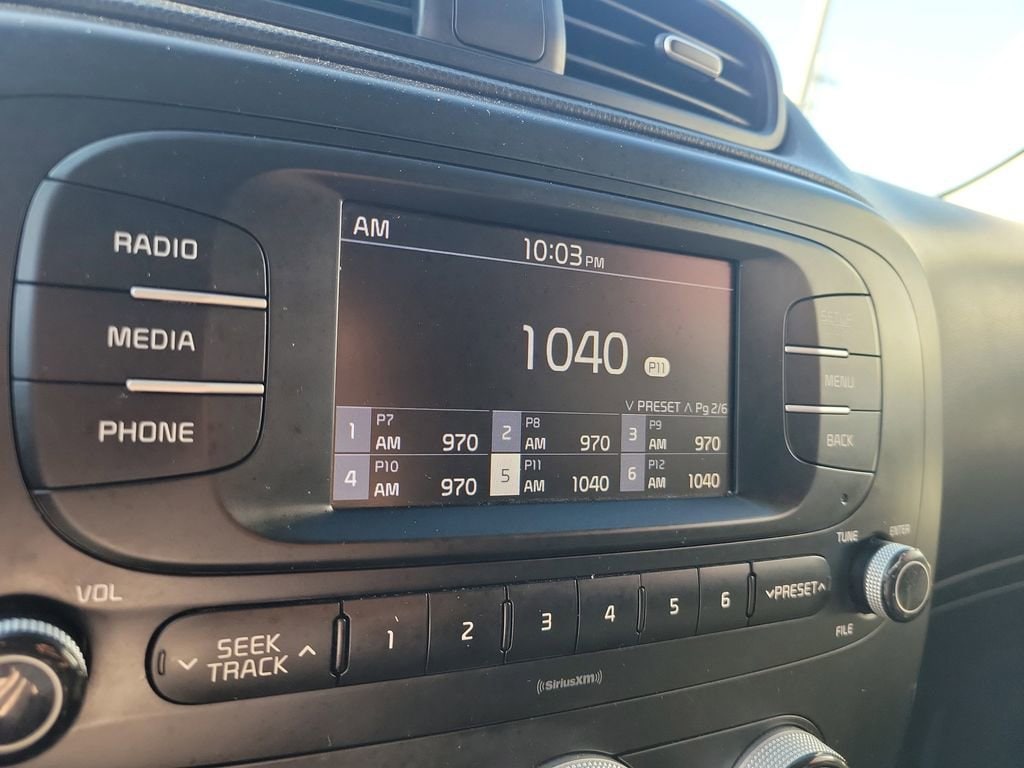 RADIO
MEDIA
PHONE
AM
10:03 PM
1040 P11
∨ PRESET ∧ Pg 2/6
1 P7 AM 970
2 P8 AM 970
3 P9 AM 970
4 P10 AM 970
5 P11 AM 1040
6 P12 AM 1040
MENU
BACK
VOL
TUNE
ENTER
FILE
∨ SEEK ∧
TRACK
1 2 3 4 5 6 ∨PRESET∧
((SiriusXM))